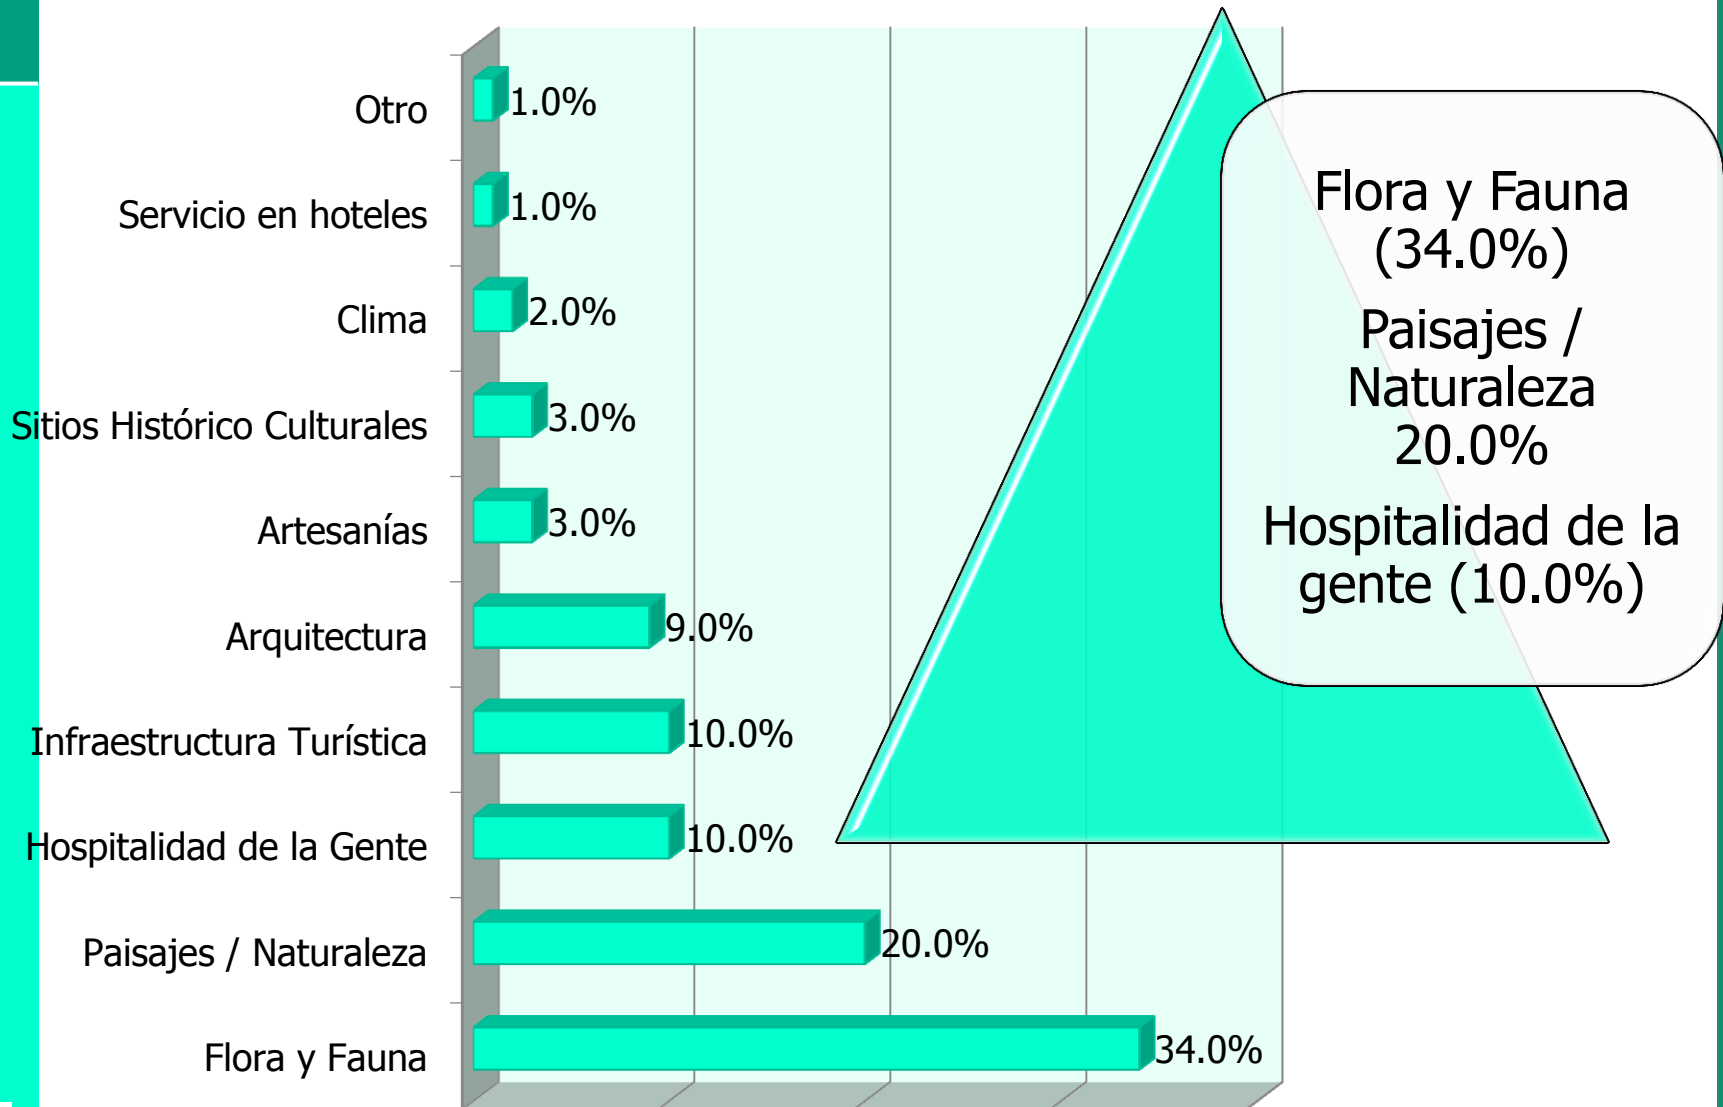 Otro 1.0%
Servicio en hoteles 1.0%
Clima 2.0%
Sitios Histórico Culturales 3.0%
Artesanías 3.0%
Arquitectura 9.0%
Infraestructura Turística 10.0%
Hospitalidad de la Gente 10.0%
Paisajes / Naturaleza 20.0%
Flora y Fauna 34.0%
Flora y Fauna
(34.0%)
Paisajes /
Naturaleza
20.0%
Hospitalidad de la
gente (10.0%)